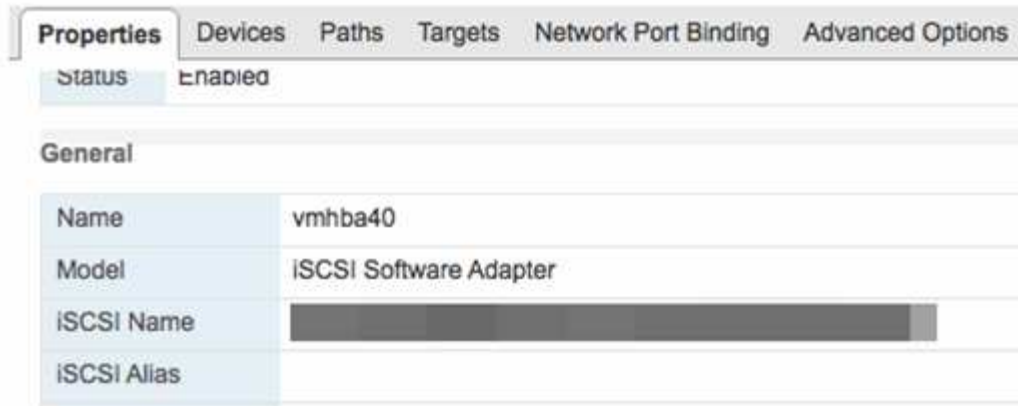 Properties Devices Paths Targets Network Port Binding Advanced Options
Status Enabled
General
Name vmhba40
Model iSCSI Software Adapter
iSCSI Name
iSCSI Alias